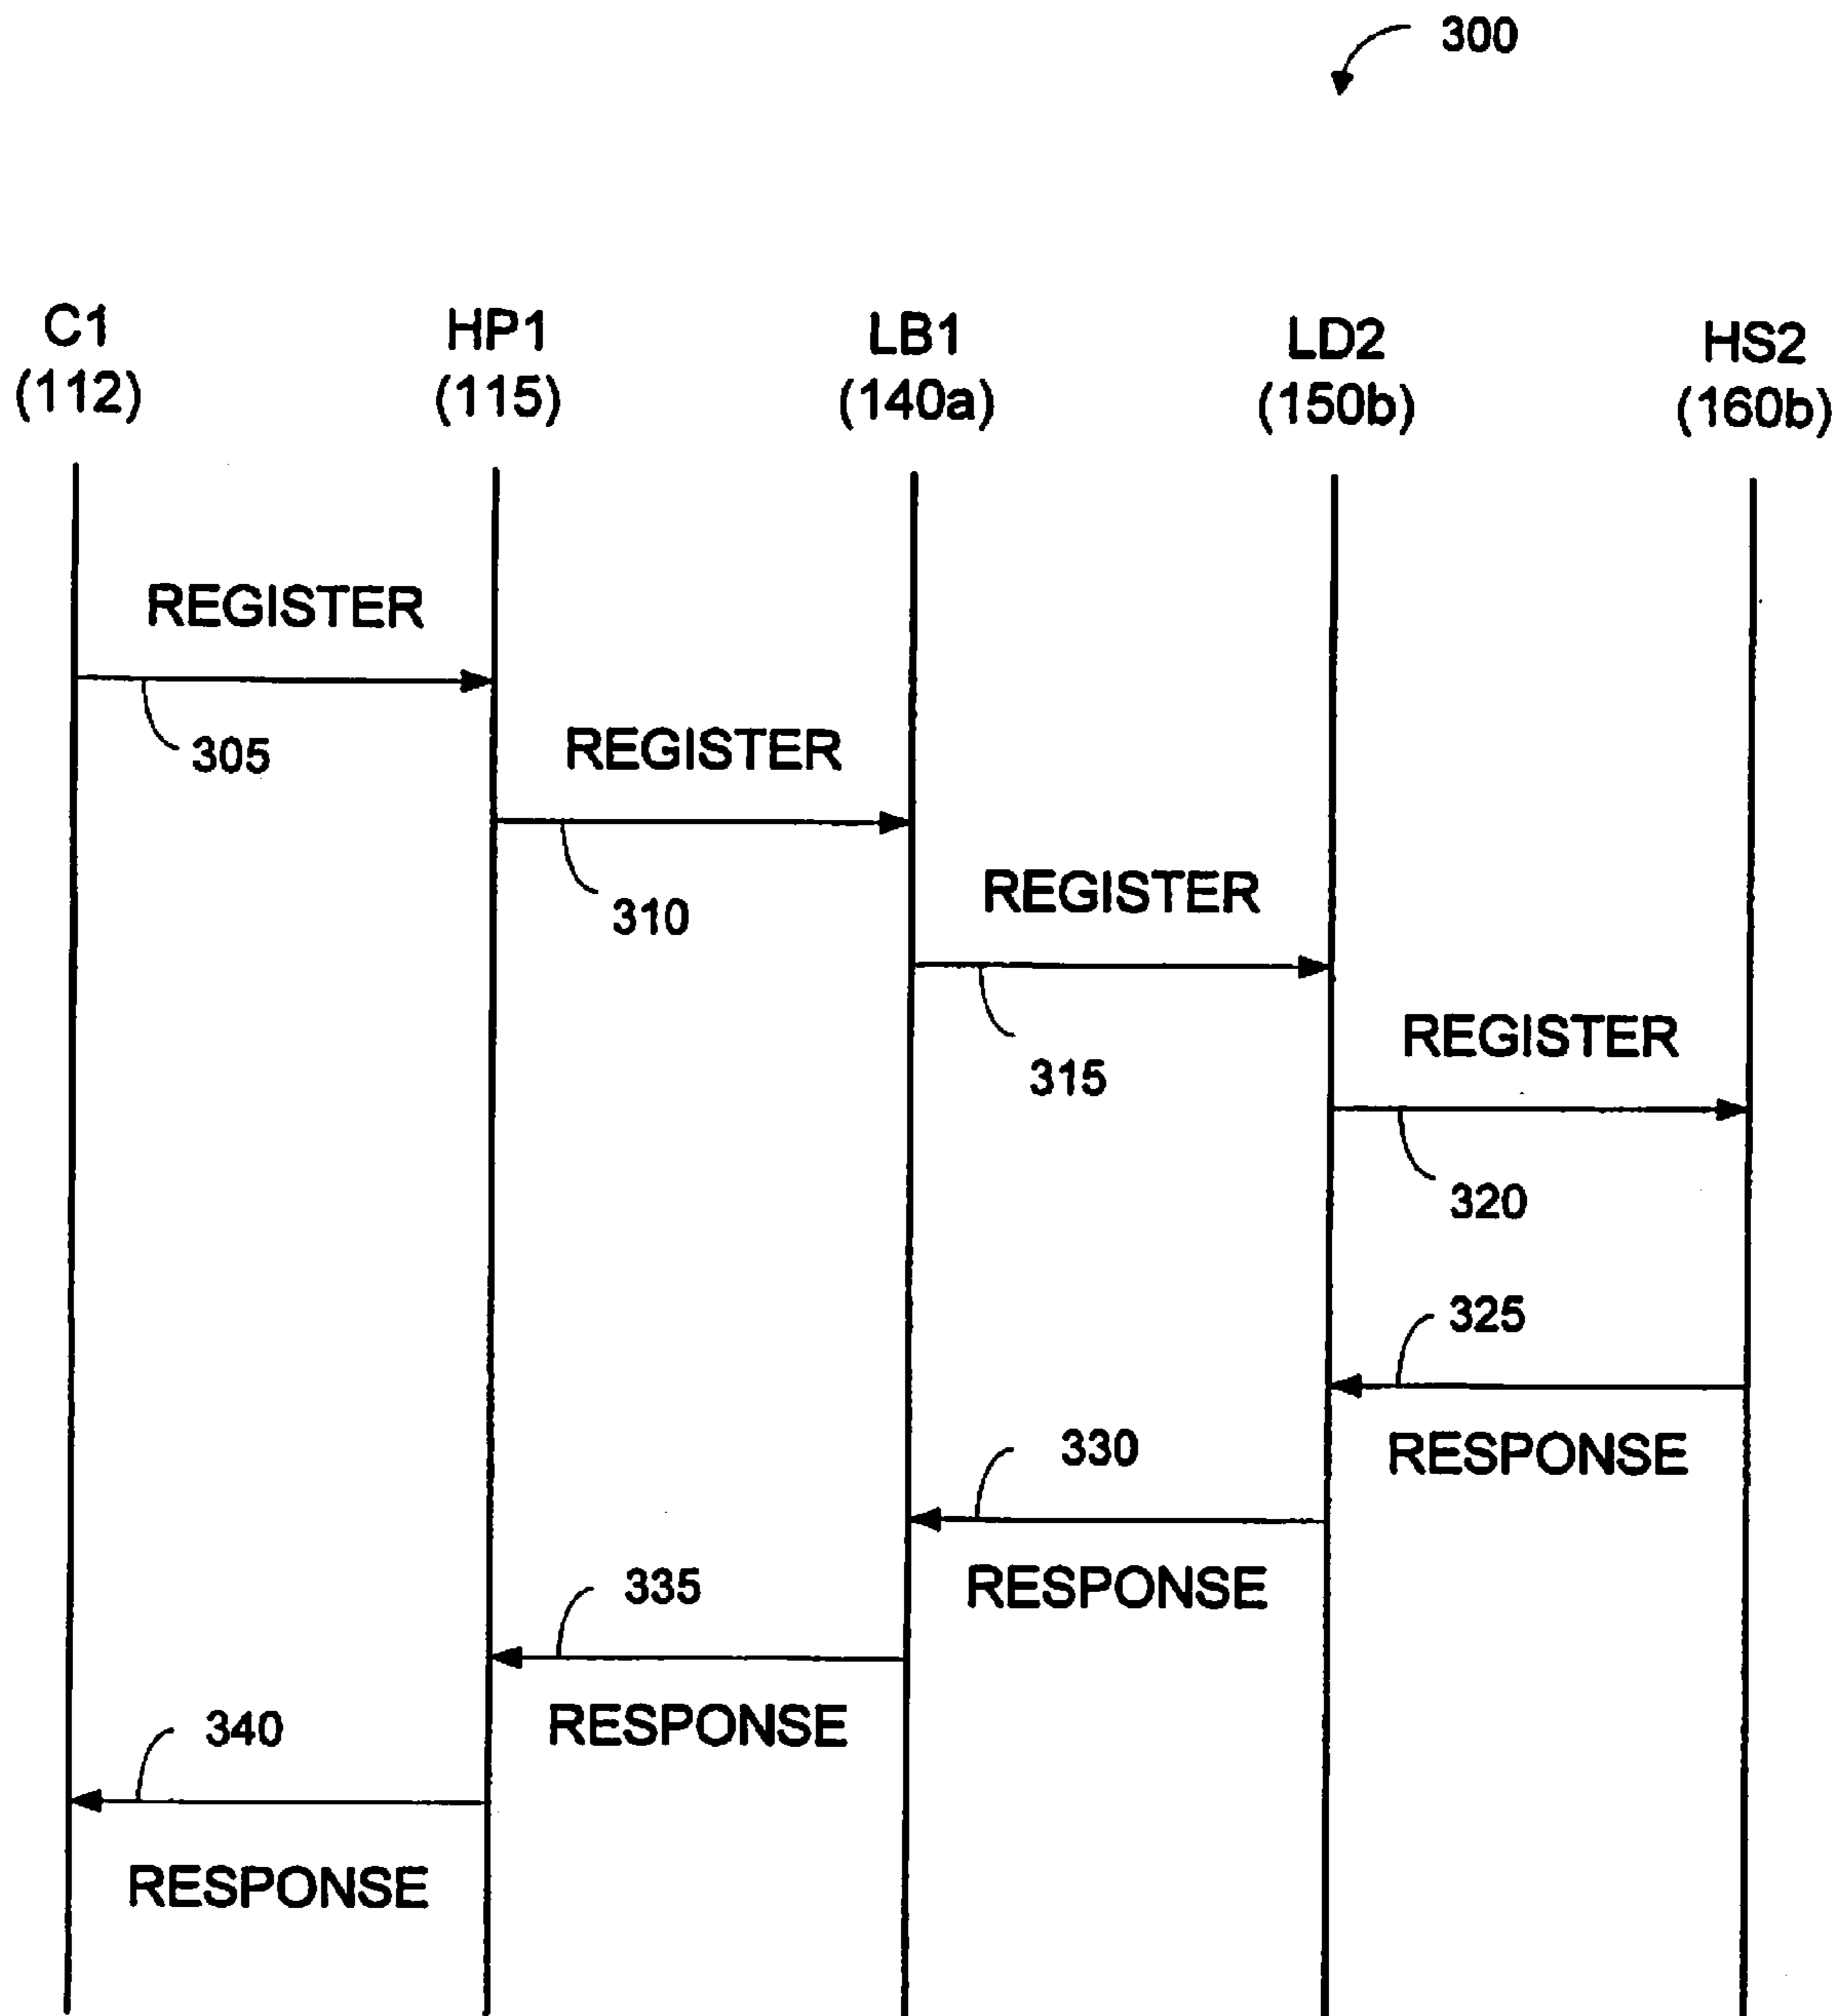 300
C1
(112)
HP1
(115)
LB1
(140a)
LD2
(150b)
HS2
(160b)
REGISTER
305
REGISTER
310
REGISTER
315
REGISTER
320
325
RESPONSE
330
RESPONSE
335
RESPONSE
340
RESPONSE